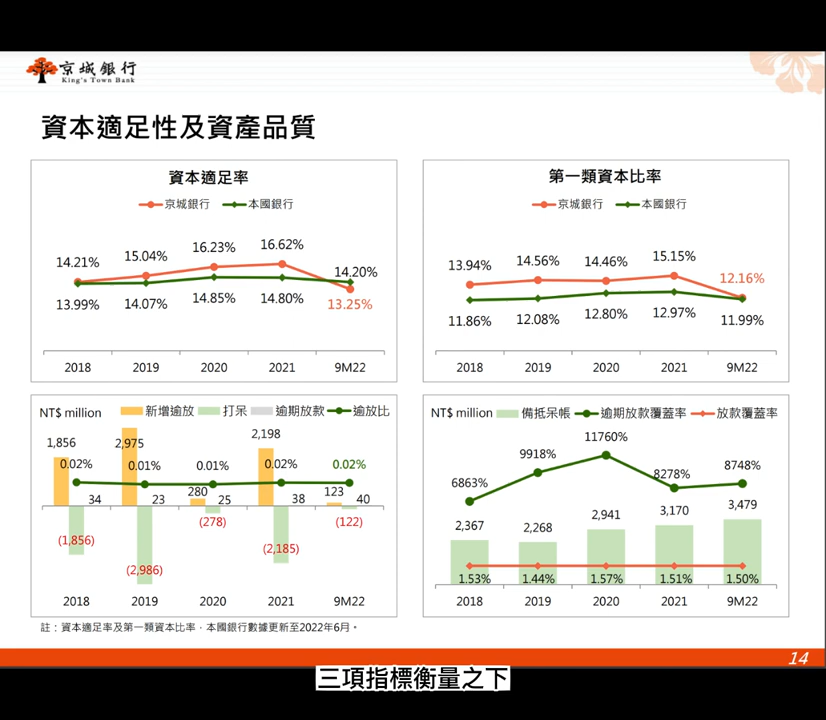 京城銀行
King's Town Bank
資本適足性及資產品質
資本適足率
京城銀行 本國銀行
14.21% 15.04% 16.23% 16.62% 14.20%
13.99% 14.07% 14.85% 14.80% 13.25%
2018 2019 2020 2021 9M22
第一類資本比率
京城銀行 本國銀行
13.94% 14.56% 14.46% 15.15% 12.16%
11.86% 12.08% 12.80% 12.97% 11.99%
2018 2019 2020 2021 9M22
NT$ million 新增逾放 打呆 逾期放款 逾放比
1,856 2,975 280 2,198 123
0.02% 0.01% 0.01% 0.02% 0.02%
34 23 25 38 40
(1,856) (2,986) (278) (2,185) (122)
2018 2019 2020 2021 9M22
NT$ million 備抵呆帳 逾期放款覆蓋率 放款覆蓋率
6863% 9918% 11760% 8278% 8748%
2,367 2,268 2,941 3,170 3,479
1.53% 1.44% 1.57% 1.51% 1.50%
2018 2019 2020 2021 9M22
註：資本適足率及第一類資本比率，本國銀行數據更新至2022年6月。
14
三項指標衡量之下